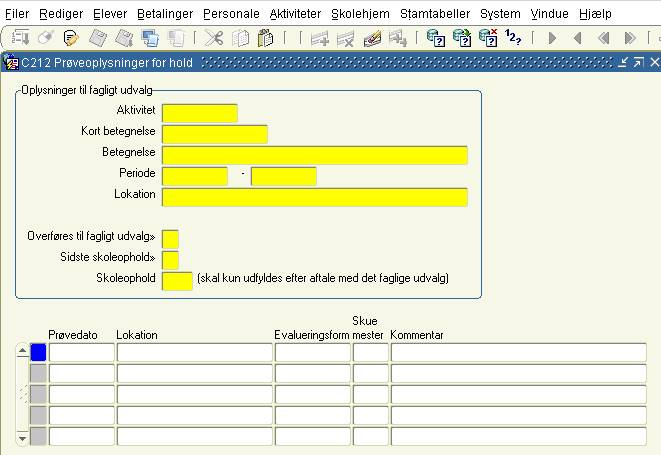 Filer Rediger Elever Betalinger Personale Aktiviteter Skolehjem Stamtabeller System Vindue Hjælp
C212 Prøveoplysninger for hold
Oplysninger til fagligt udvalg
Aktivitet
Kort betegnelse
Betegnelse
Periode -
Lokation
Overføres til fagligt udvalg»
Sidste skoleophold»
Skoleophold (skal kun udfyldes efter aftale med det faglige udvalg)
Skue
Prøvedato Lokation Evalueringsform mester Kommentar